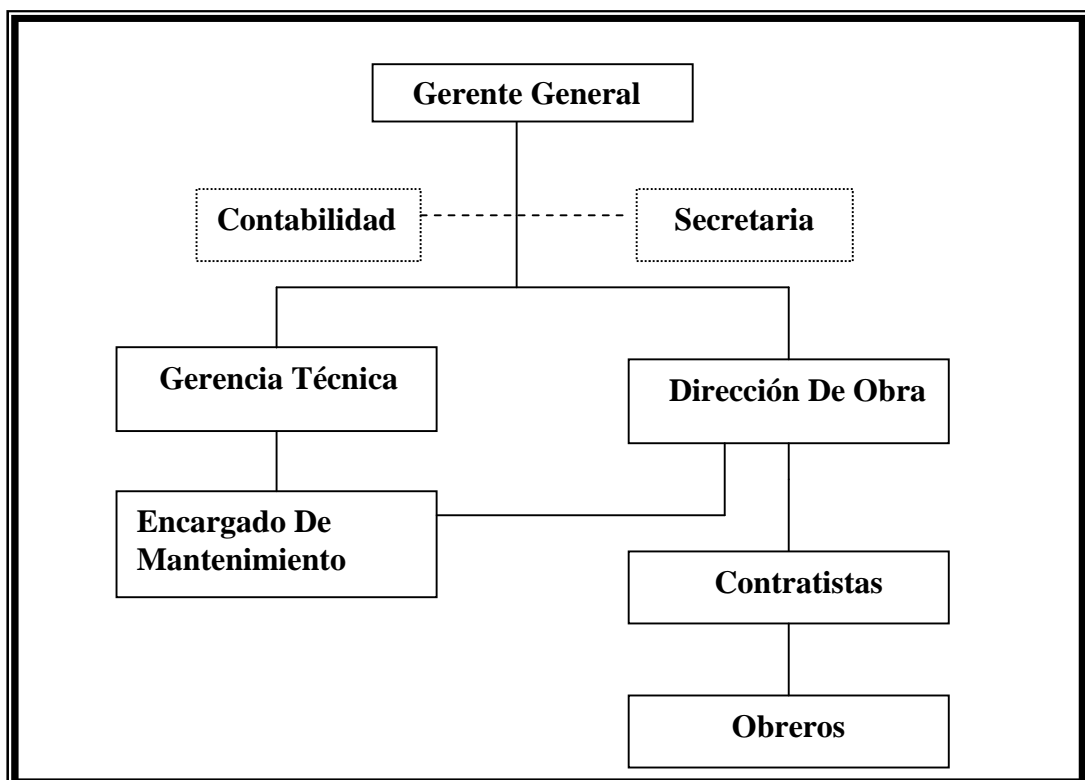 Gerente General
Contabilidad
Secretaria
Gerencia Técnica
Dirección De Obra
Encargado De
Mantenimiento
Contratistas
Obreros